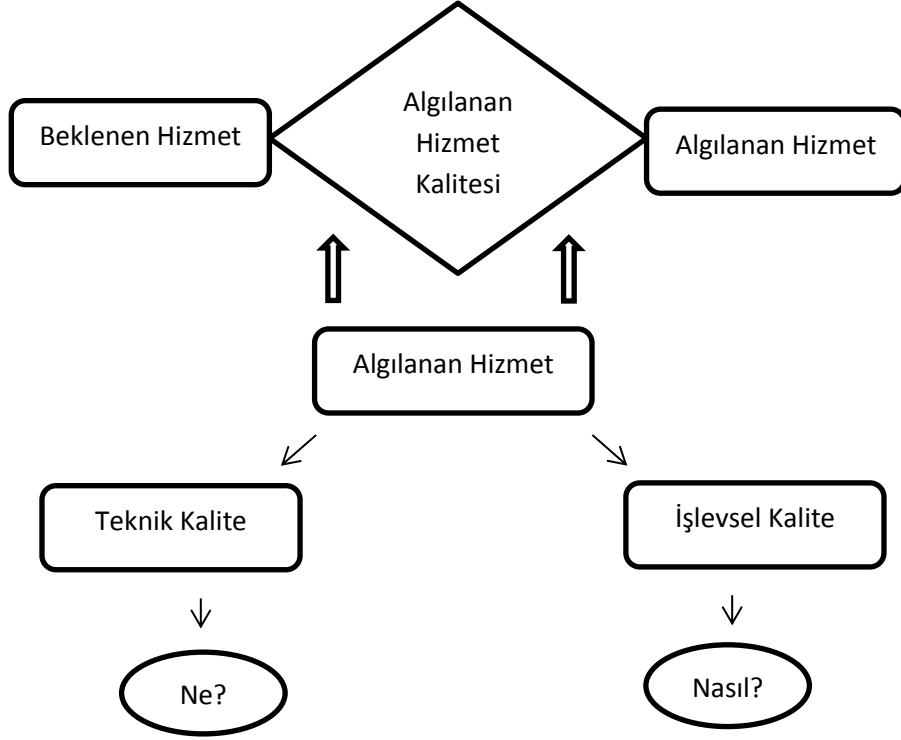 Beklenen Hizmet
Algılanan
Hizmet
Kalitesi
Algılanan Hizmet
Algılanan Hizmet
Teknik Kalite
İşlevsel Kalite
Ne?
Nasıl?